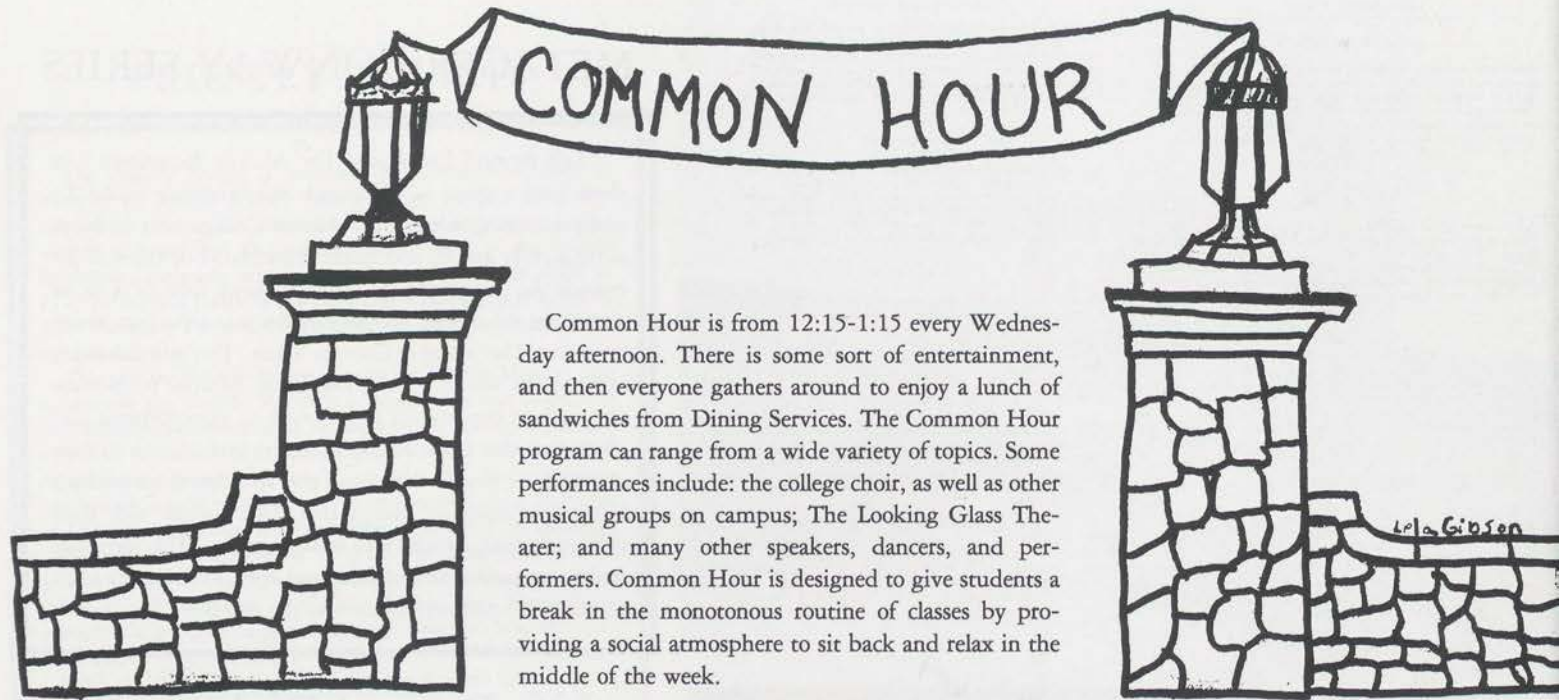 COMMON HOUR
Common Hour is from 12:15-1:15 every Wednes-
day afternoon. There is some sort of entertainment,
and then everyone gathers around to enjoy a lunch of
sandwiches from Dining Services. The Common Hour
program can range from a wide variety of topics. Some
performances include: the college choir, as well as other
musical groups on campus; The Looking Glass The-
ater; and many other speakers, dancers, and per-
formers. Common Hour is designed to give students a
break in the monotonous routine of classes by pro-
viding a social atmosphere to sit back and relax in the
middle of the week.
Gibson